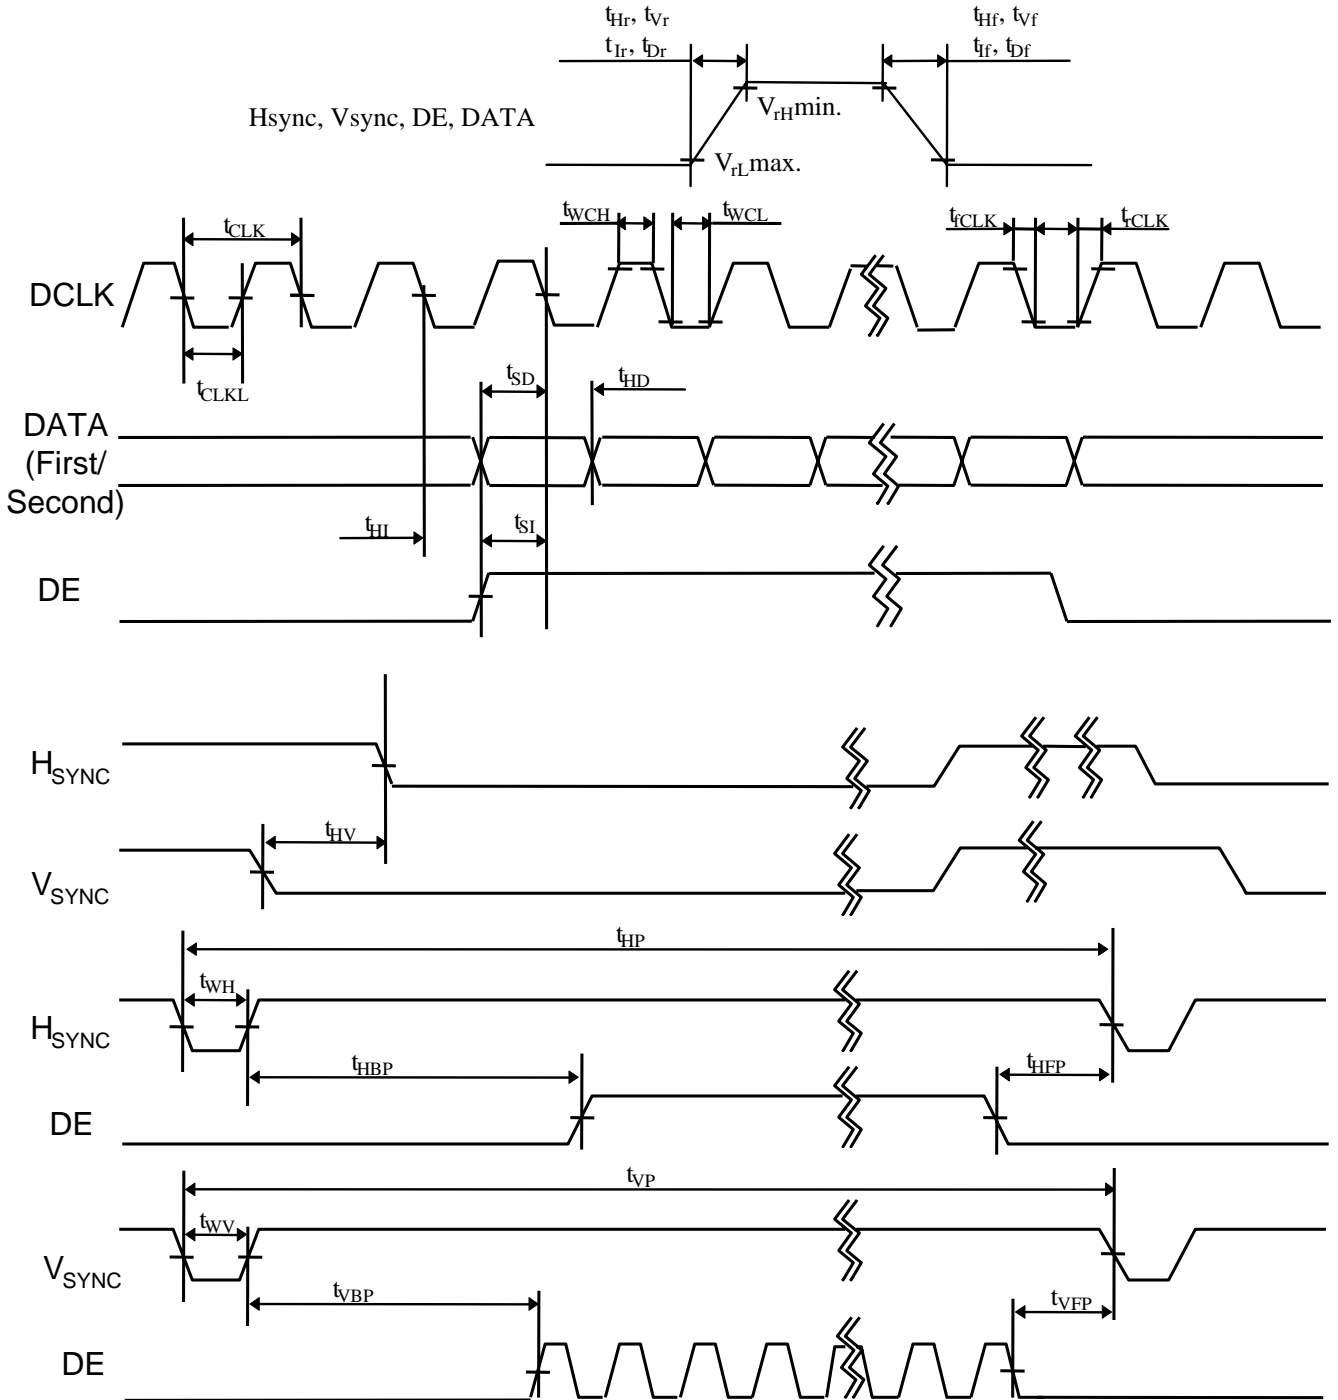 tHr, tVr
tIr, tDr
tHf, tVf
tIf, tDf
Hsync, Vsync, DE, DATA
VrHmin.
VrLmax.
tCLK
tWCH
tWCL
tfCLK
trCLK
DCLK
tCLKL
tSD
tHD
DATA
(First/
Second)
tHI
tSI
DE
HSYNC
tHV
VSYNC
tHP
tWH
HSYNC
tHBP
tHFP
DE
tVP
tWV
VSYNC
tVBP
tVFP
DE